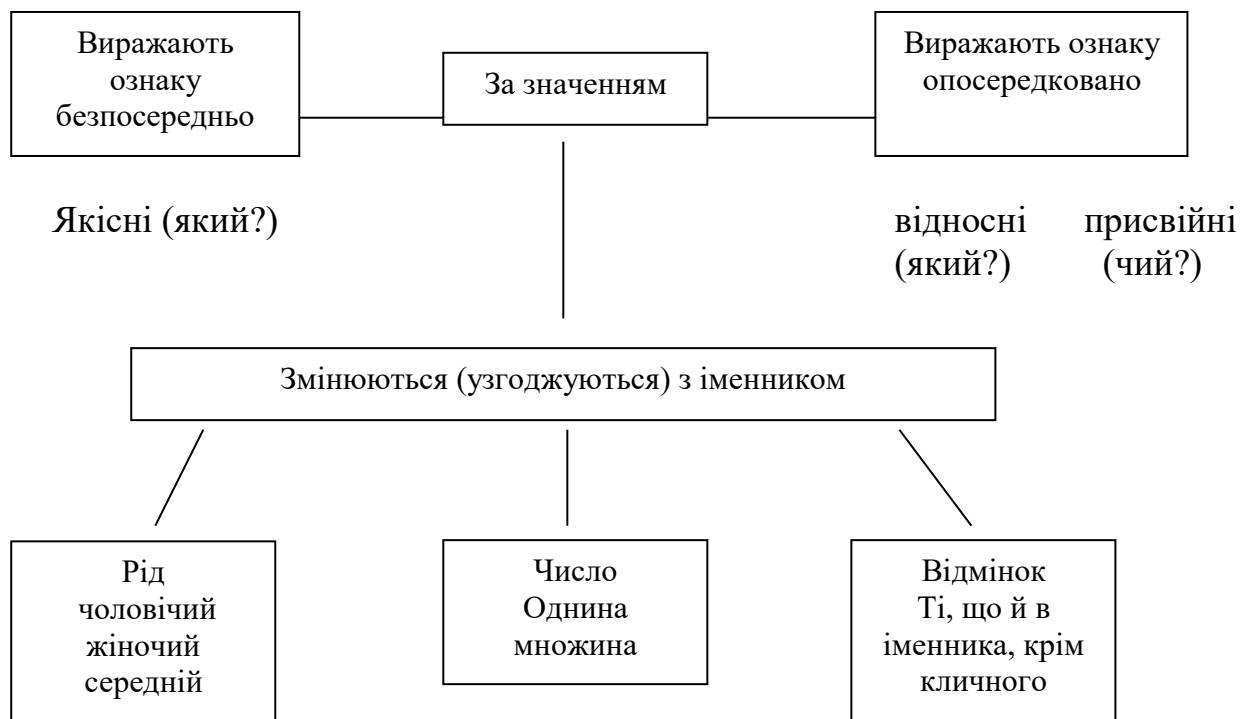 Виражають
ознаку
безпосередньо
За значенням
Виражають ознаку
опосередковано
Якісні (який?)
відносні присвійні
(який?) (чий?)
Змінюються (узгоджуються) з іменником
Рід
чоловічий
жіночий
середній
Число
Однина
множина
Відмінок
Ті, що й в
іменника, крім
кличного